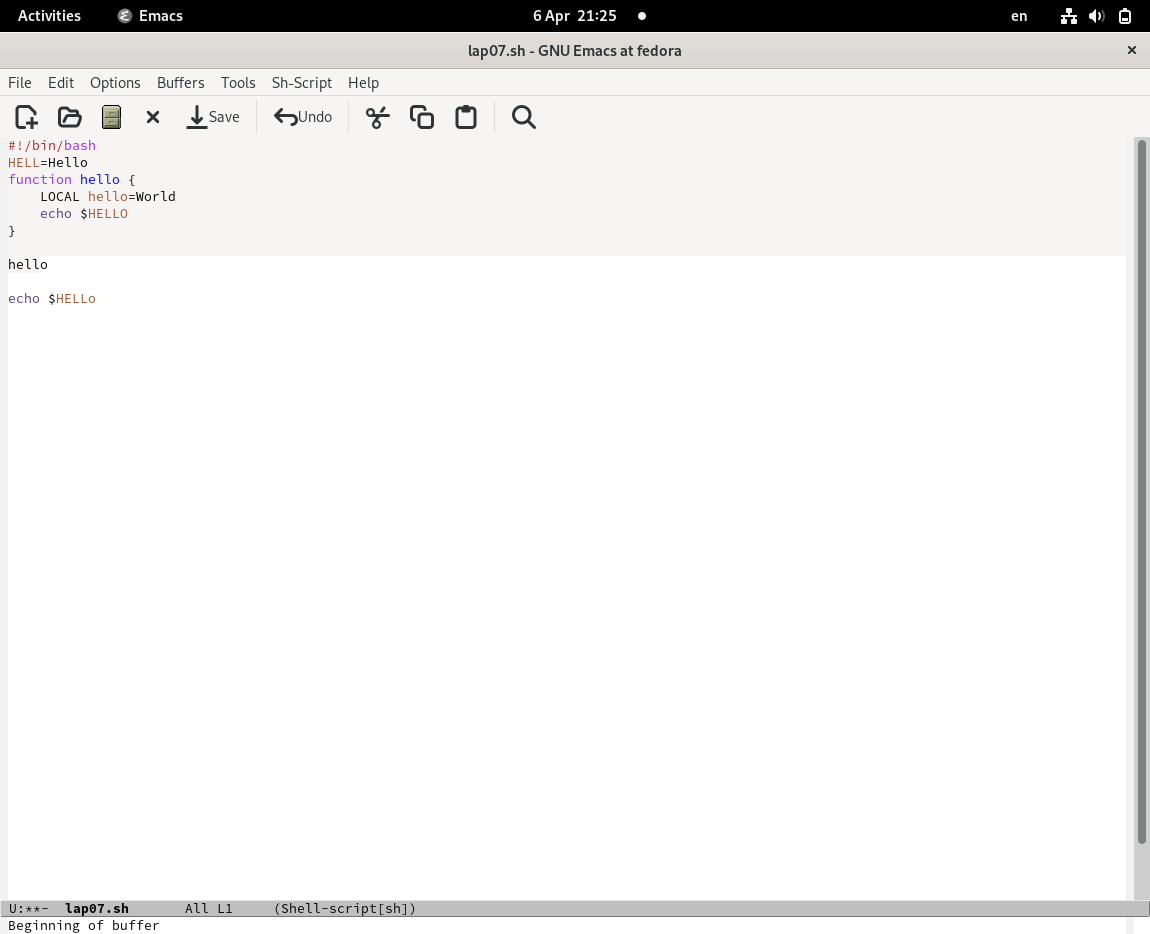 Activities Emacs 6 Apr 21:25 en
lap07.sh - GNU Emacs at fedora
File Edit Options Buffers Tools Sh-Script Help
Save Undo
#!/bin/bash
HELL=Hello
function hello {
    LOCAL hello=World
    echo $HELLO
}
hello
echo $HELLo
U:**-  lap07.sh       All L1     (Shell-script[sh])
Beginning of buffer